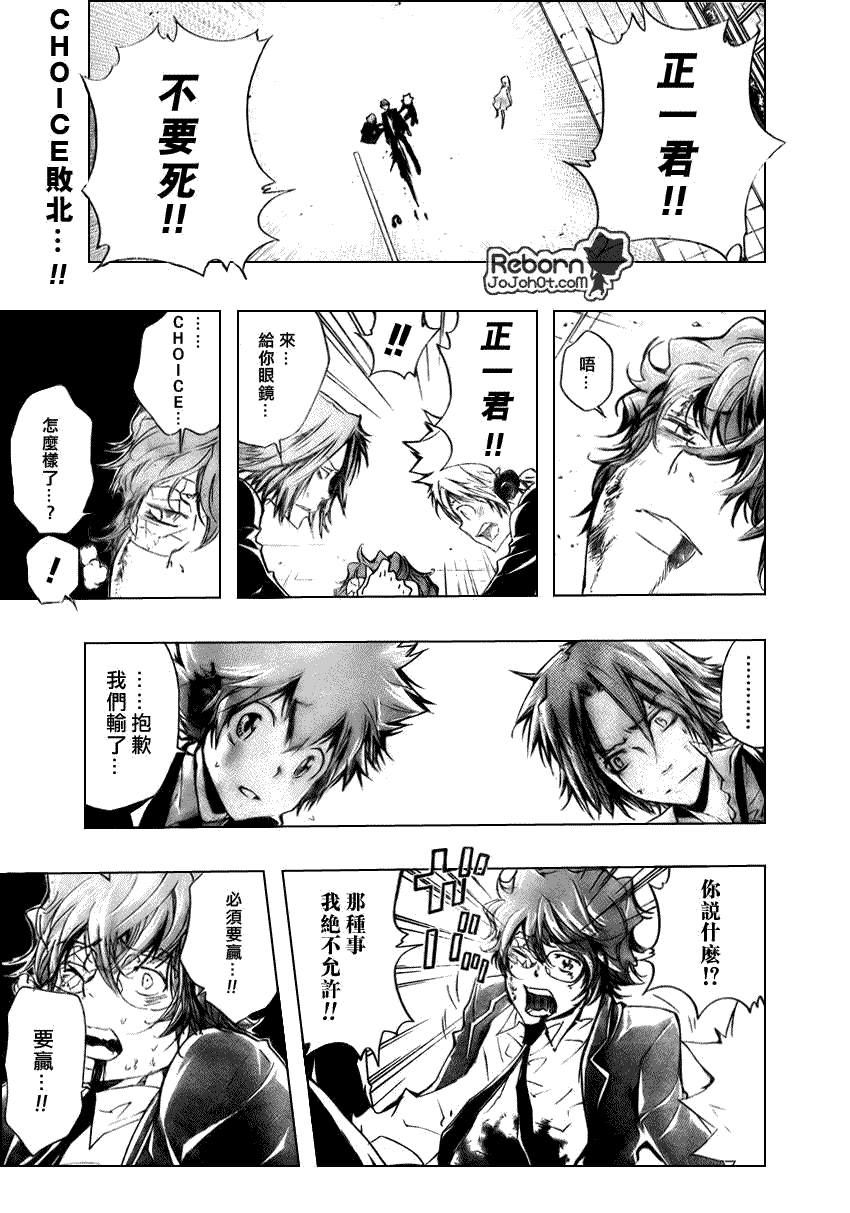 正一君!!
不要死!!
CHOICE敗北…!!
Reborn
JoJohOt.com
唔…
正一君!!
!!
來…
給你眼鏡…
……
CHOICE…
怎麼樣了…?
!
…………
……抱歉
我們輸了…
你説什麼!?
那種事
我絕不允許!!
必須要贏…!!
要贏…!!